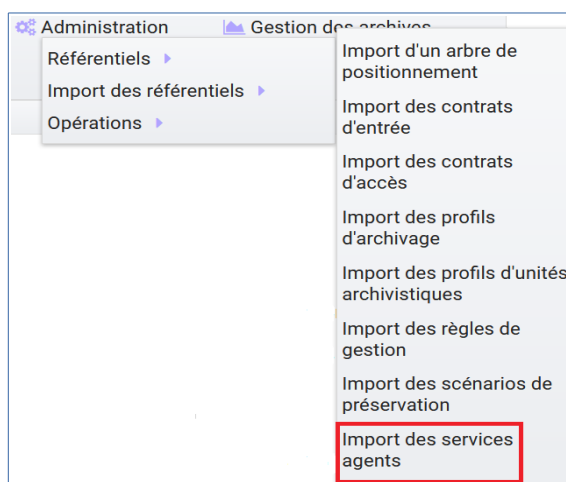 Administration
Gestion des archives
Référentiels
Import des référentiels
Opérations
Import d'un arbre de
positionnement
Import des contrats
d'entrée
Import des contrats
d'accès
Import des profils
d'archivage
Import des profils d'unités
archivistiques
Import des règles de
gestion
Import des scénarios de
préservation
Import des services
agents